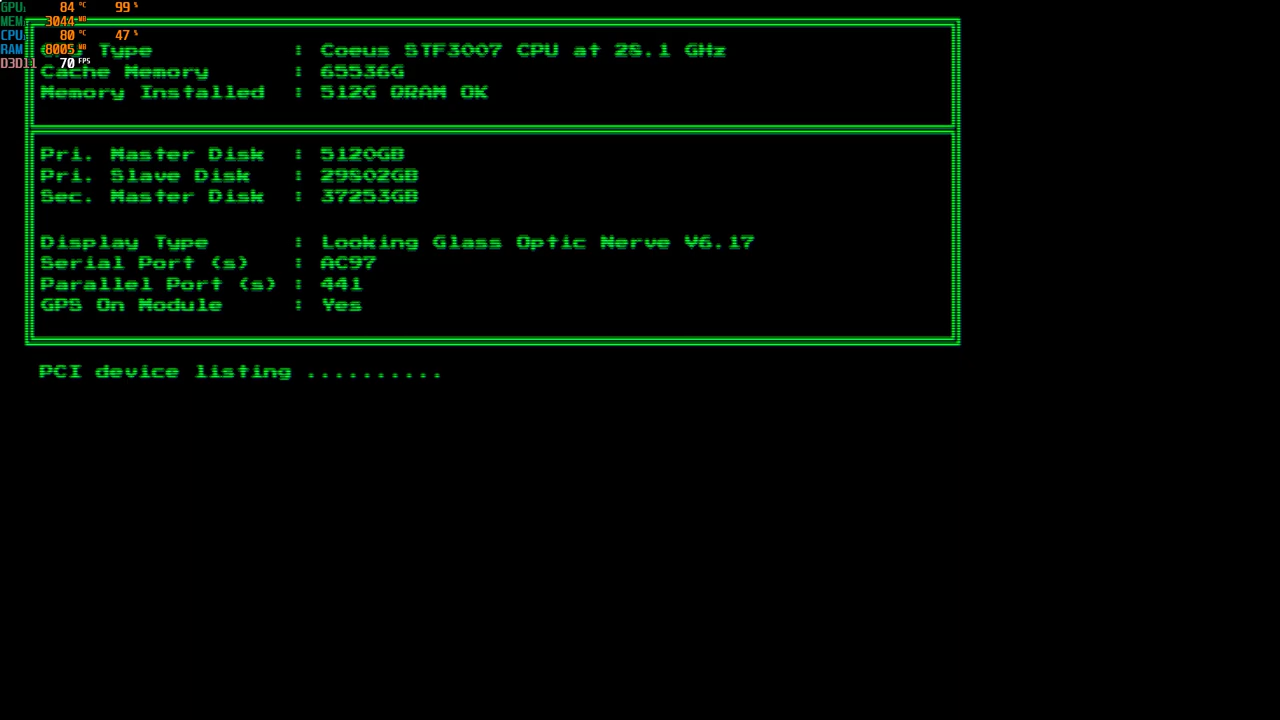 GPU 84 °C 99 %
MEM 3044 MB
CPU 80 °C 47 %
RAM 8005 MB
D3D11 70 FPS
Type : Coeus STF3007 CPU at 25.1 GHz
Cache Memory : 65536G
Memory Installed : 512G DRAM OK
Pri. Master Disk : 5120GB
Pri. Slave Disk : 29802GB
Sec. Master Disk : 37253GB
Display Type : Looking Glass Optic Nerve V6.17
Serial Port (s) : AC97
Parallel Port (s) : 441
GPS On Module : Yes
PCI device listing ..........